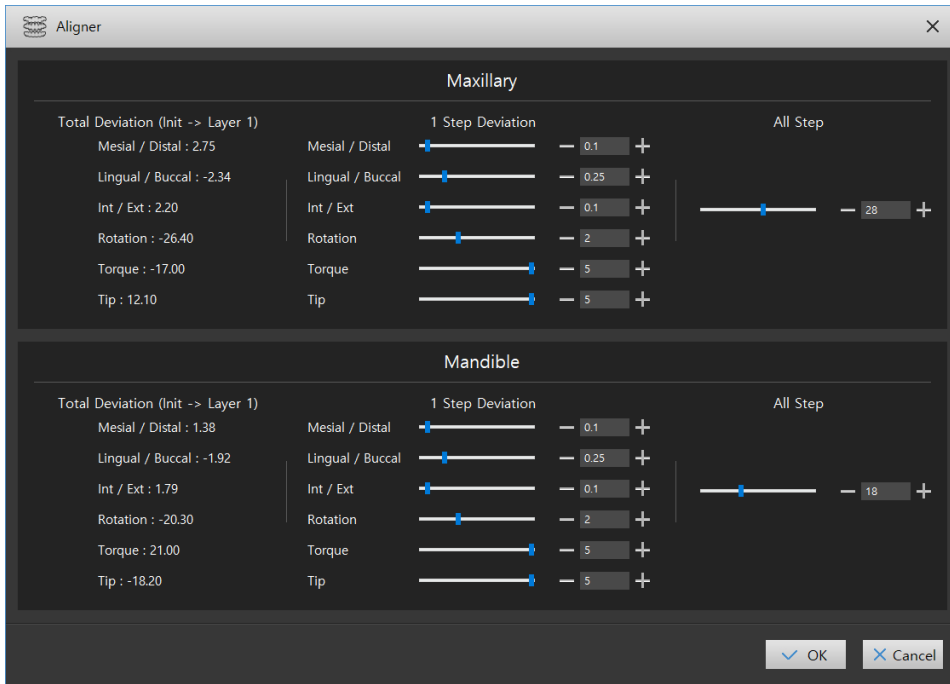 Aligner
Maxillary
Total Deviation (Init -> Layer 1)
1 Step Deviation
All Step
Mesial / Distal : 2.75
Mesial / Distal
0.1
Lingual / Buccal : -2.34
Lingual / Buccal
0.25
Int / Ext : 2.20
Int / Ext
0.1
28
Rotation : -26.40
Rotation
2
Torque : -17.00
Torque
5
Tip : 12.10
Tip
5
Mandible
Total Deviation (Init -> Layer 1)
1 Step Deviation
All Step
Mesial / Distal : 1.38
Mesial / Distal
0.1
Lingual / Buccal : -1.92
Lingual / Buccal
0.25
Int / Ext : 1.79
Int / Ext
0.1
18
Rotation : -20.30
Rotation
2
Torque : 21.00
Torque
5
Tip : -18.20
Tip
5
OK
Cancel